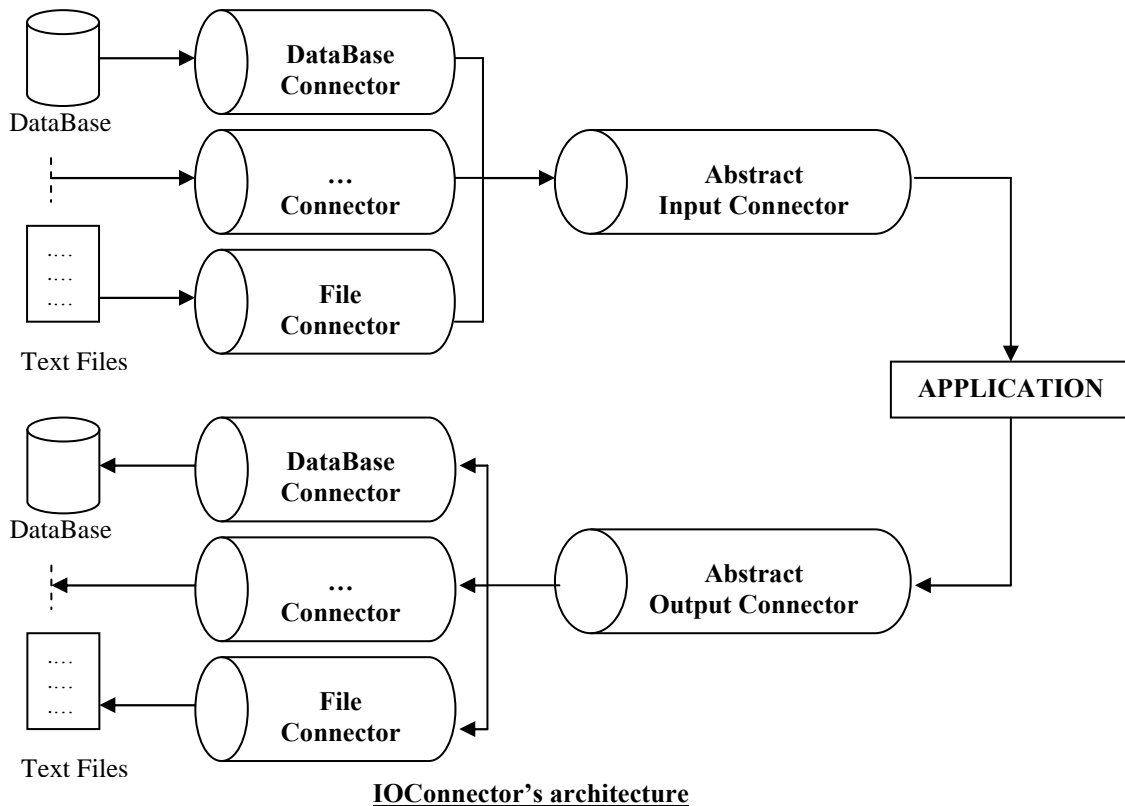 DataBase
Connector
DataBase
…
Connector
Abstract
Input Connector
....
....
....
File
Connector
Text Files
APPLICATION
DataBase
Connector
DataBase
…
Connector
Abstract
Output Connector
....
....
....
File
Connector
Text Files
IOConnector’s architecture